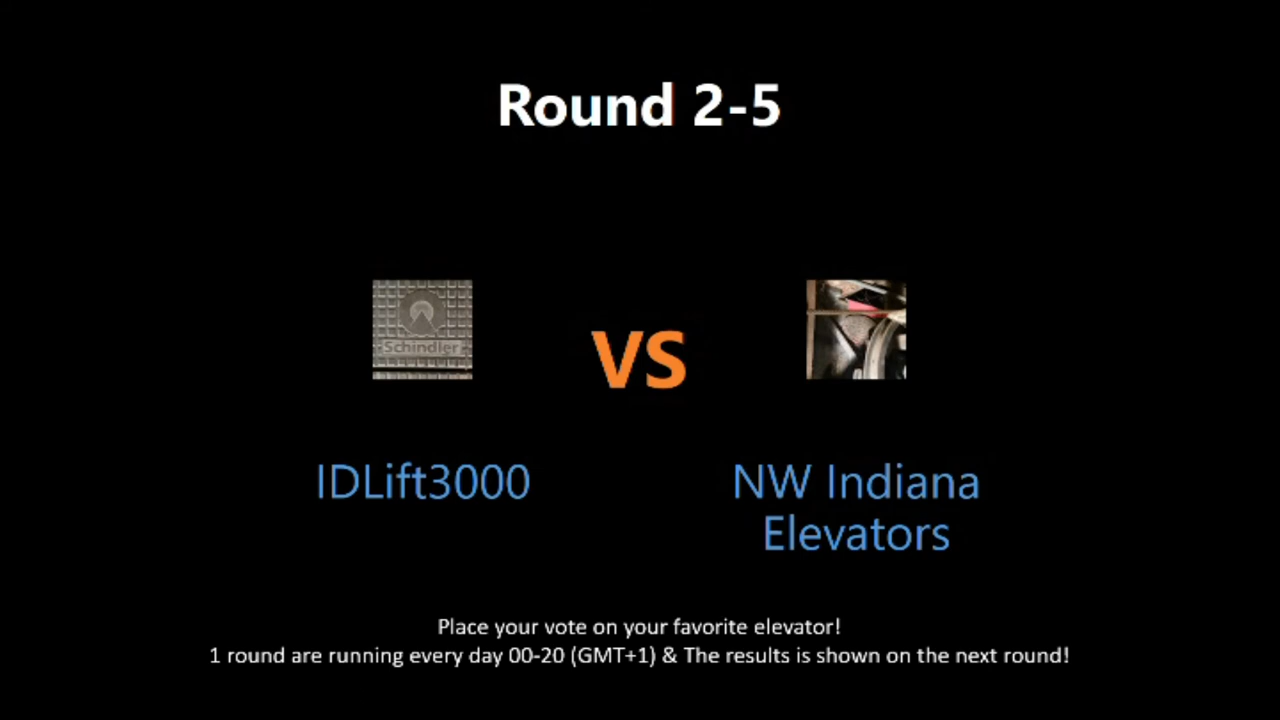 Round 2-5
Schindler
VS
IDLift3000
NW Indiana
Elevators
Place your vote on your favorite elevator!
1 round are running every day 00-20 (GMT+1) & The results is shown on the next round!